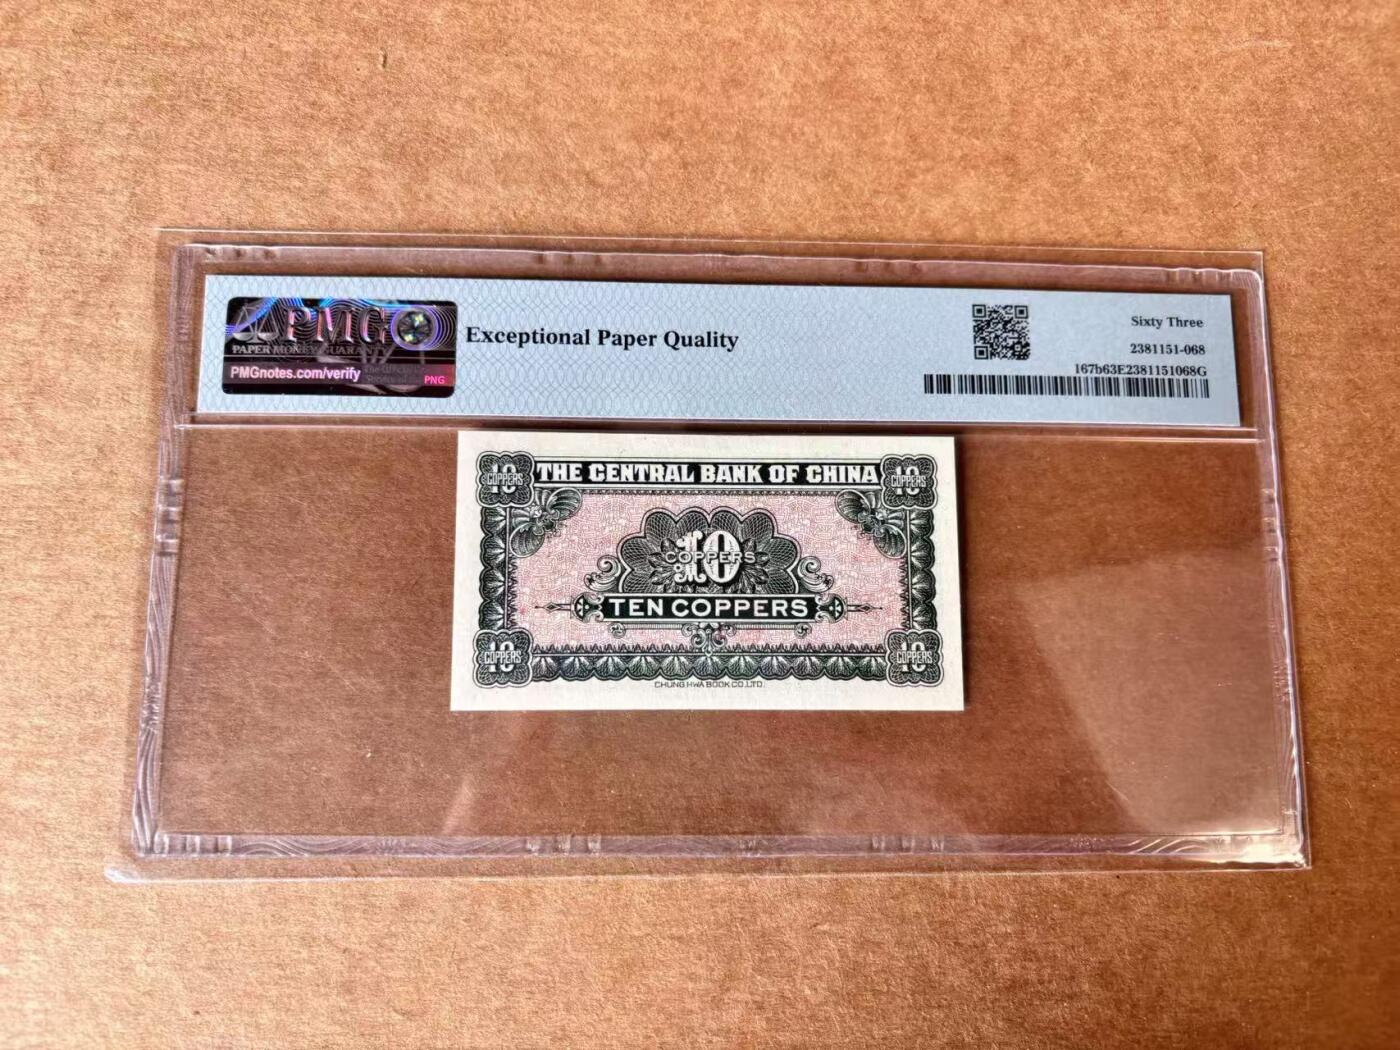 PMG
PAPER MONEY GUARANTY
PMGnotes.com/verify
PNG
Exceptional Paper Quality
Sixty Three
2381151-068
167b63E2381151068G
10
COPPERS
THE CENTRAL BANK OF CHINA
10
COPPERS
10
COPPERS
TEN COPPERS
10
COPPERS
10
COPPERS
CHUNG HWA BOOK CO.,LTD.